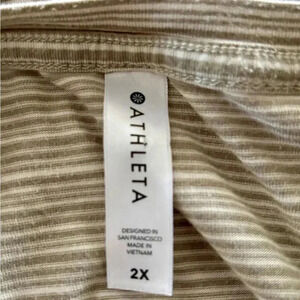 ATHLETA
DESIGNED IN
SAN FRANCISCO
MADE IN
VIETNAM
2X